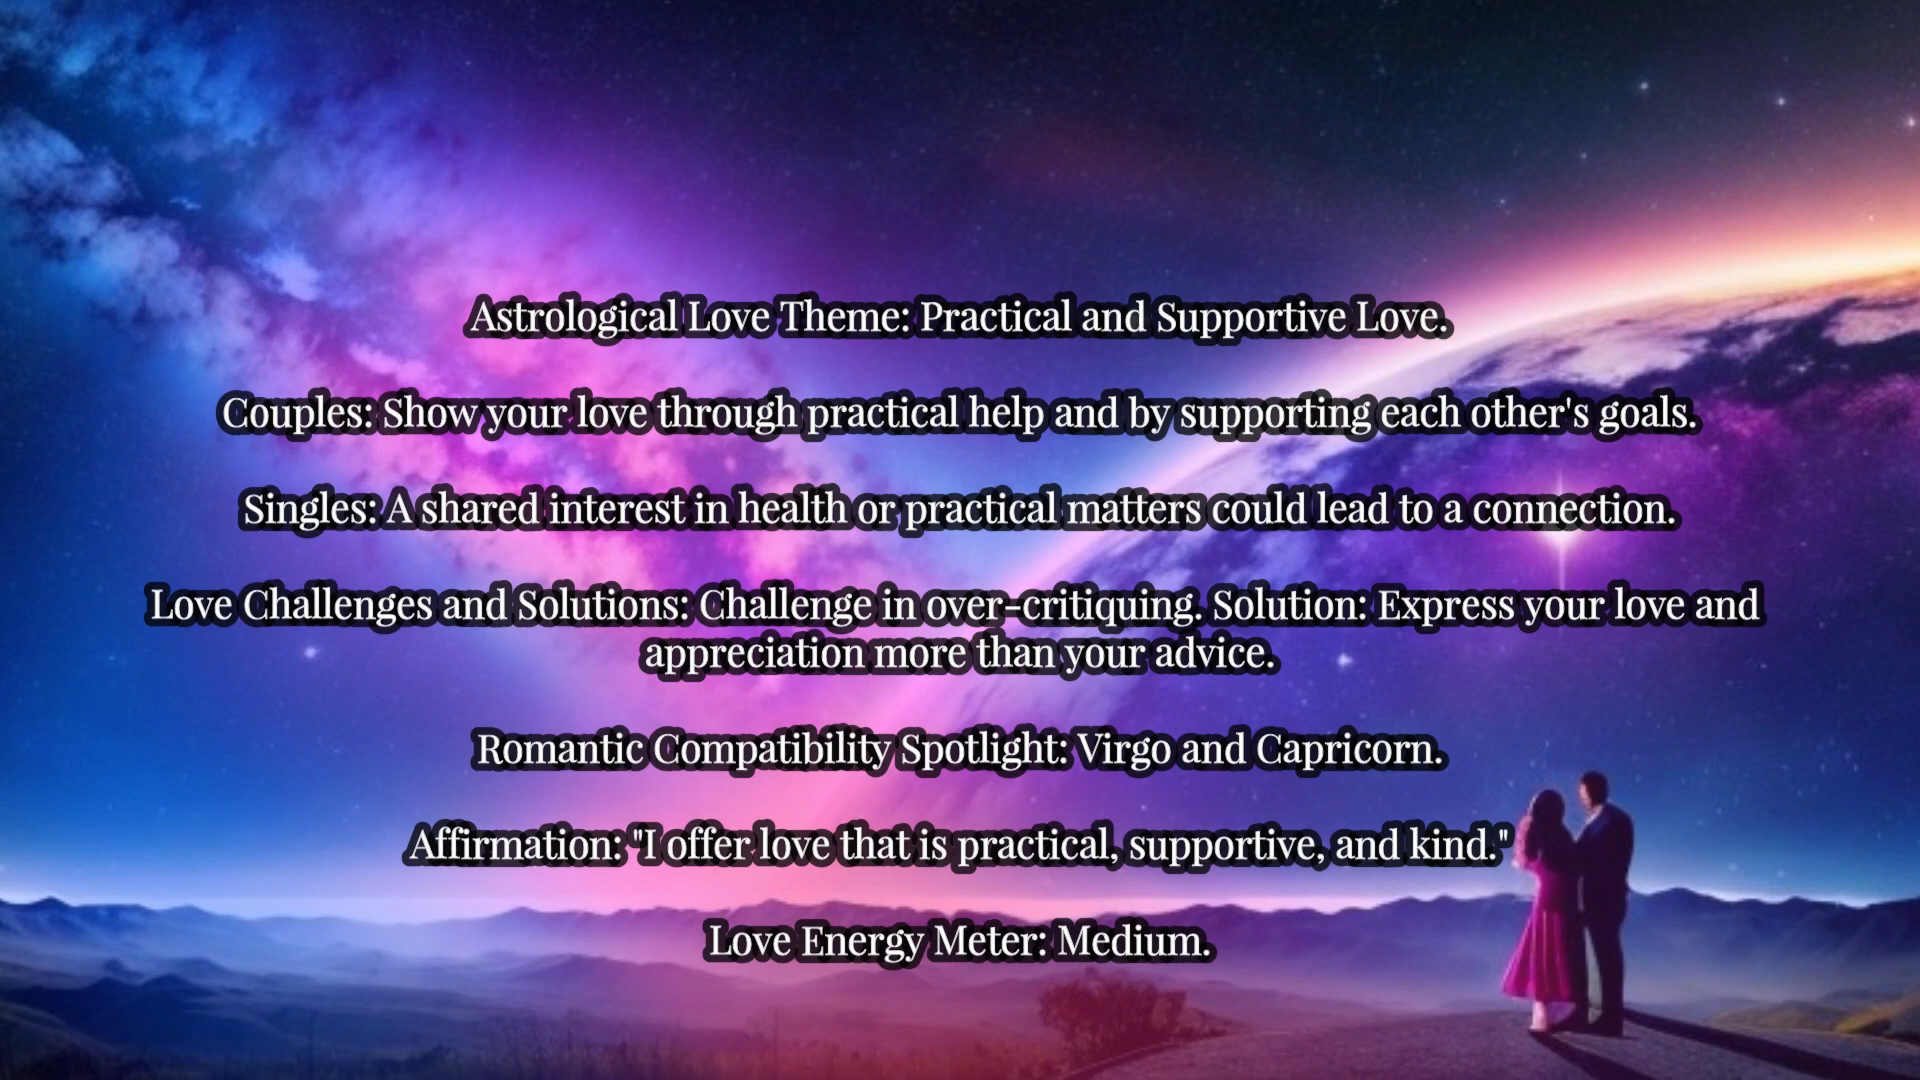 Astrological Love Theme: Practical and Supportive Love.
Couples: Show your love through practical help and by supporting each other's goals.
Singles: A shared interest in health or practical matters could lead to a connection.
Love Challenges and Solutions: Challenge in over-critiquing. Solution: Express your love and
appreciation more than your advice.
Romantic Compatibility Spotlight: Virgo and Capricorn.
Affirmation: "I offer love that is practical, supportive, and kind."
Love Energy Meter: Medium.